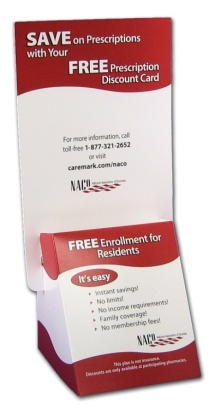 SAVE on Prescriptions
with Your
FREE Prescription
Discount Card
For more information, call
toll-free 1-877-321-2652
or visit
caremark.com/naco
NACO
FREE Enrollment for
Residents
It's easy
• Instant savings!
• No limits!
• No income requirements!
• Family coverage!
• No membership fees!
NACO
This plan is not insurance.
Discounts are only available at participating pharmacies.